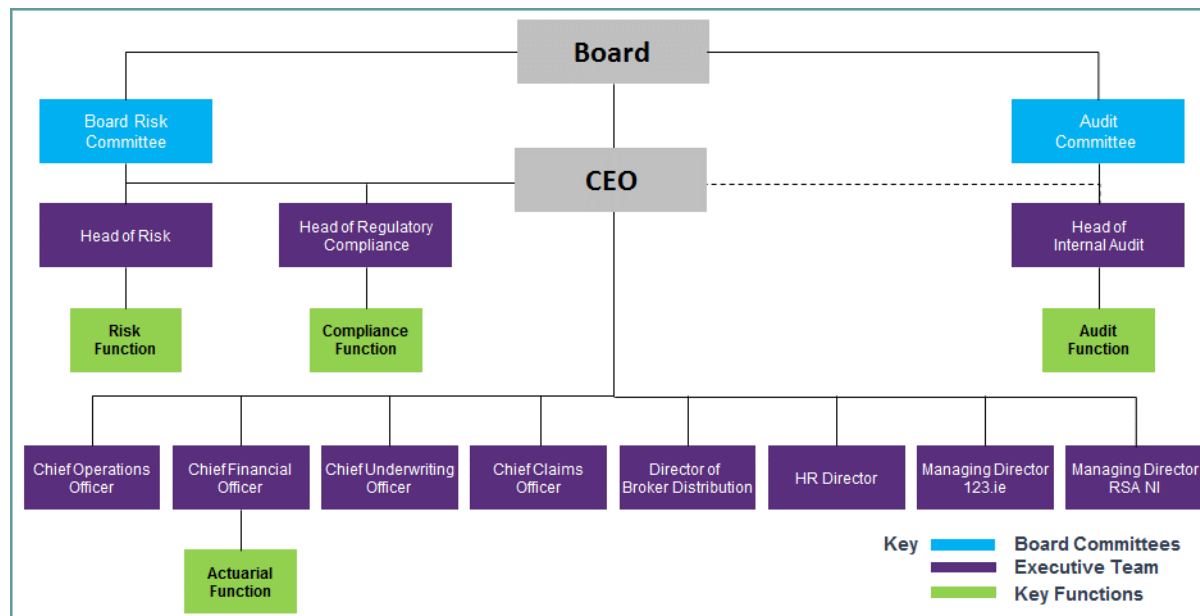 Board
Board Risk
Committee
Audit
Committee
CEO
Head of Risk
Head of Regulatory
Compliance
Head of
Internal Audit
Risk
Function
Compliance
Function
Audit
Function
Chief Operations
Officer
Chief Financial
Officer
Chief Underwriting
Officer
Chief Claims
Officer
Director of
Broker Distribution
HR Director
Managing Director
123.ie
Managing Director
RSA NI
Actuarial
Function
Key
Board Committees
Executive Team
Key Functions